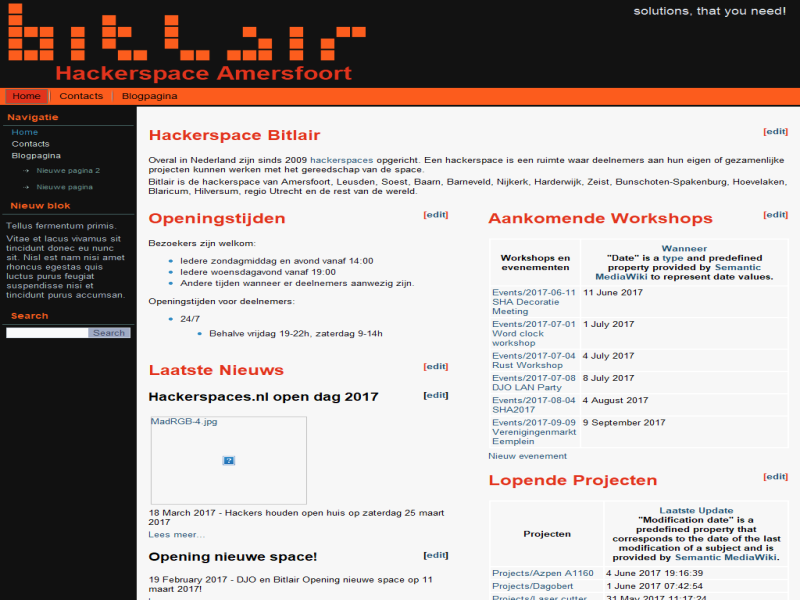 solutions, that you need!
bitlair
Hackerspace Amersfoort
Home Contacts Blogpagina
Navigatie
Home
Contacts
Blogpagina
Nieuwe pagina 2
Nieuwe pagina
Nieuw blok
Tellus fermentum primis.
Vitae et lacus vivamus sit
tincidunt donec eu nunc
sit. Nisl est nam nisi amet
rhoncus egestas quis
luctus purus feugiat
suspendisse nisi et
tincidunt purus accumsan.
Search
Search
Hackerspace Bitlair [edit]
Overal in Nederland zijn sinds 2009 hackerspaces opgericht. Een hackerspace is een ruimte waar deelnemers aan hun eigen of gezamenlijke
projecten kunnen werken met het gereedschap van de space.
Bitlair is de hackerspace van Amersfoort, Leusden, Soest, Baarn, Barneveld, Nijkerk, Harderwijk, Zeist, Bunschoten-Spakenburg, Hoevelaken,
Blaricum, Hilversum, regio Utrecht en de rest van de wereld.
Openingstijden [edit]
Bezoekers zijn welkom:
Iedere zondagmiddag en avond vanaf 14:00
Iedere woensdagavond vanaf 19:00
Andere tijden wanneer er deelnemers aanwezig zijn.
Openingstijden voor deelnemers:
24/7
Behalve vrijdag 19-22h, zaterdag 9-14h
Laatste Nieuws [edit]
Hackerspaces.nl open dag 2017 [edit]
MadRGB-4.jpg
18 March 2017 - Hackers houden open huis op zaterdag 25 maart
2017
Lees meer...
Opening nieuwe space! [edit]
19 February 2017 - DJO en Bitlair Opening nieuwe space op 11
maart 2017!
Aankomende Workshops [edit]
Workshops en
evenementen
Wanneer
"Date" is a type and predefined
property provided by Semantic
MediaWiki to represent date values.
Events/2017-06-11 11 June 2017
SHA Decoratie
Meeting
Events/2017-07-01 1 July 2017
Word clock
workshop
Events/2017-07-04 4 July 2017
Rust Workshop
Events/2017-07-08 8 July 2017
DJO LAN Party
Events/2017-08-04 4 August 2017
SHA2017
Events/2017-09-09 9 September 2017
Verenigingenmarkt
Eemplein
Nieuw evenement
Lopende Projecten [edit]
Projecten
Laatste Update
"Modification date" is a
predefined property that
corresponds to the date of the last
modification of a subject and is
provided by Semantic MediaWiki.
Projects/Azpen A1160 4 June 2017 19:16:39
Projects/Dagobert 1 June 2017 07:42:54
Projects/Laser cutter 31 May 2017 11:17:24